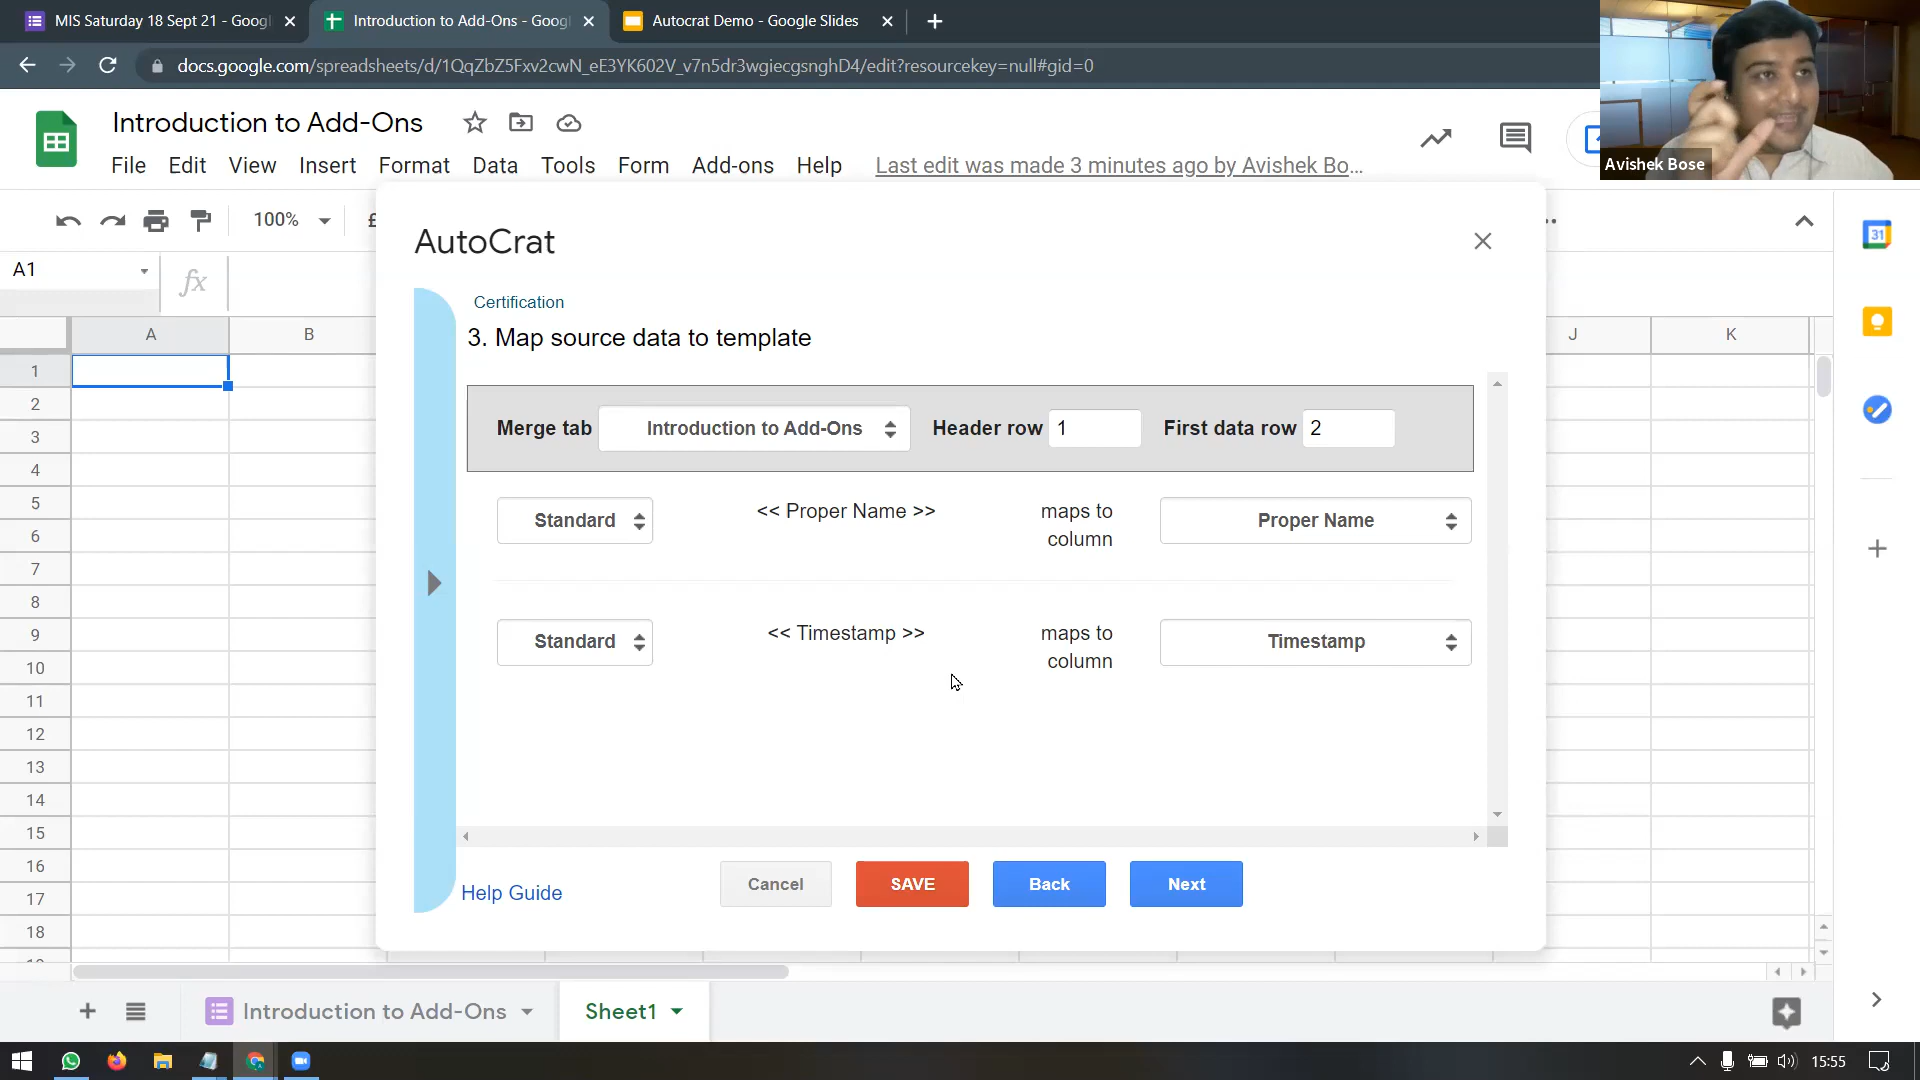 MIS Saturday 18 Sept 21 - Googl
Introduction to Add-Ons - Goog
Autocrat Demo - Google Slides
docs.google.com/spreadsheets/d/1QqZbZ5Fxv2cwN_eE3YK602V_v7n5dr3wgiecgsnghD4/edit?resourcekey=null#gid=0
Avishek Bose
Introduction to Add-Ons
File Edit View Insert Format Data Tools Form Add-ons Help Last edit was made 3 minutes ago by Avishek Bo...
100% £
A1 fx
A B J K
1
2
3
4
5
6
7
8
9
10
11
12
13
14
15
16
17
18
31
AutoCrat
Certification
3. Map source data to template
Merge tab Introduction to Add-Ons Header row 1 First data row 2
Standard << Proper Name >> maps to column Proper Name
Standard << Timestamp >> maps to column Timestamp
Help Guide Cancel SAVE Back Next
Introduction to Add-Ons Sheet1
15:55